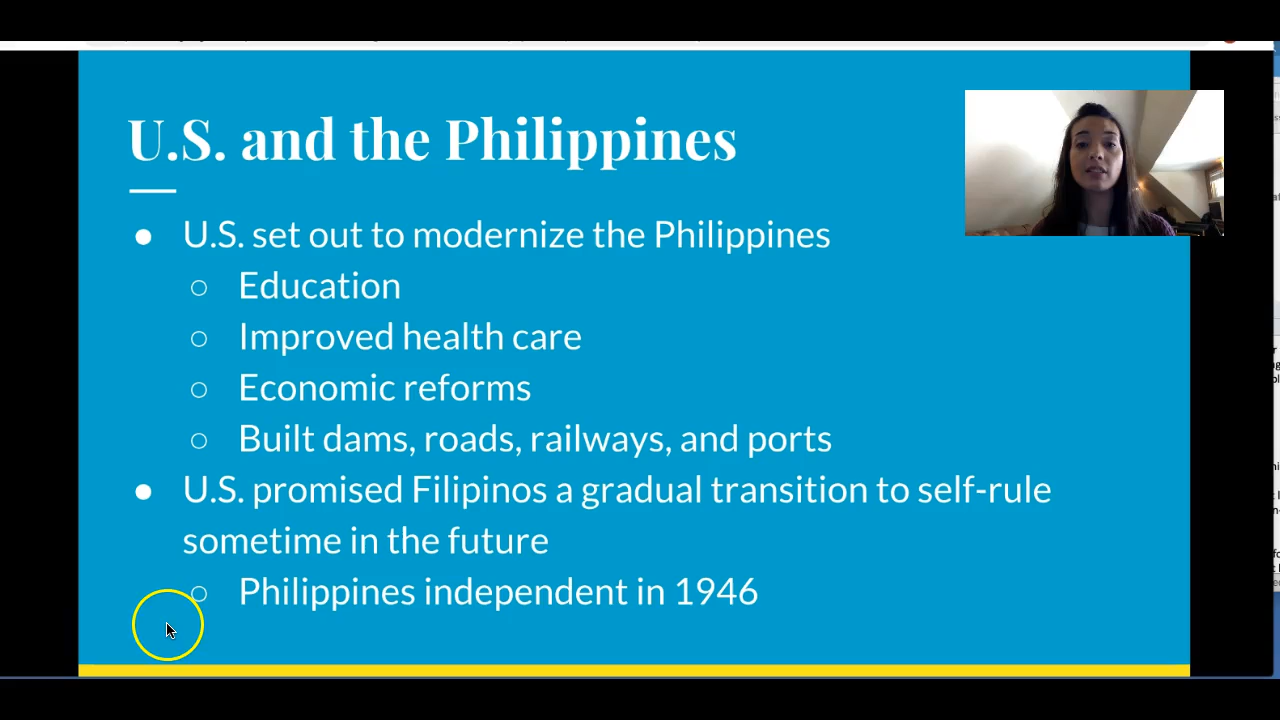 U.S. and the Philippines
● U.S. set out to modernize the Philippines
○ Education
○ Improved health care
○ Economic reforms
○ Built dams, roads, railways, and ports
● U.S. promised Filipinos a gradual transition to self-rule
sometime in the future
○ Philippines independent in 1946